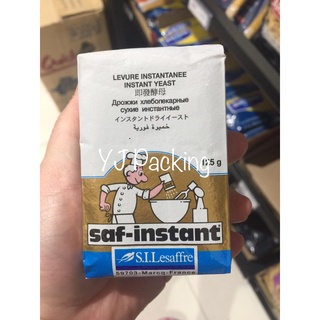 LEVURE INSTANTANEE
INSTANT YEAST
即發酵母
Дрожжи хлебопекарные
сухие инстантные
インスタントドライイースト
خميرة فورية
YJ Packing
5 g
saf-instant
S.I.Lesaffre
59703-Marcq-France